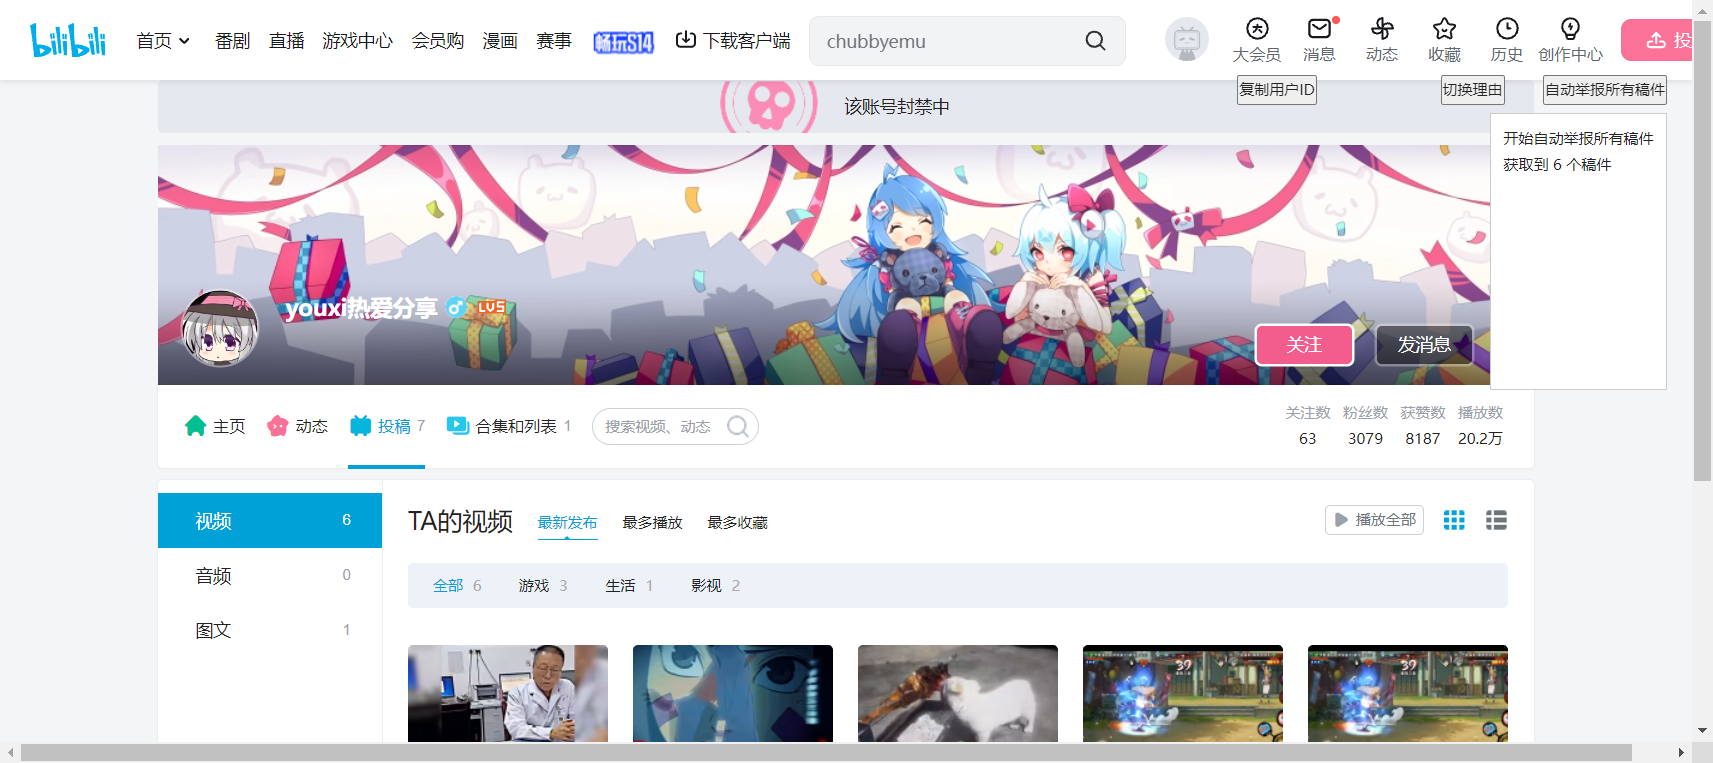 bilibili
首页
番剧
直播
游戏中心
会员购
漫画
赛事
畅玩S14
下载客户端
chubbyemu
大会员
消息
动态
收藏
历史
创作中心
投
复制用户ID
切换理由
自动举报所有稿件
该账号封禁中
开始自动举报所有稿件
获取到 6 个稿件
youxi热爱分享
LV5
关注
发消息
主页
动态
投稿 7
合集和列表 1
搜索视频、动态
关注数 粉丝数 获赞数 播放数
63 3079 8187 20.2万
视频 6
音频 0
图文 1
TA的视频
最新发布
最多播放
最多收藏
播放全部
全部 6
游戏 3
生活 1
影视 2
39
39